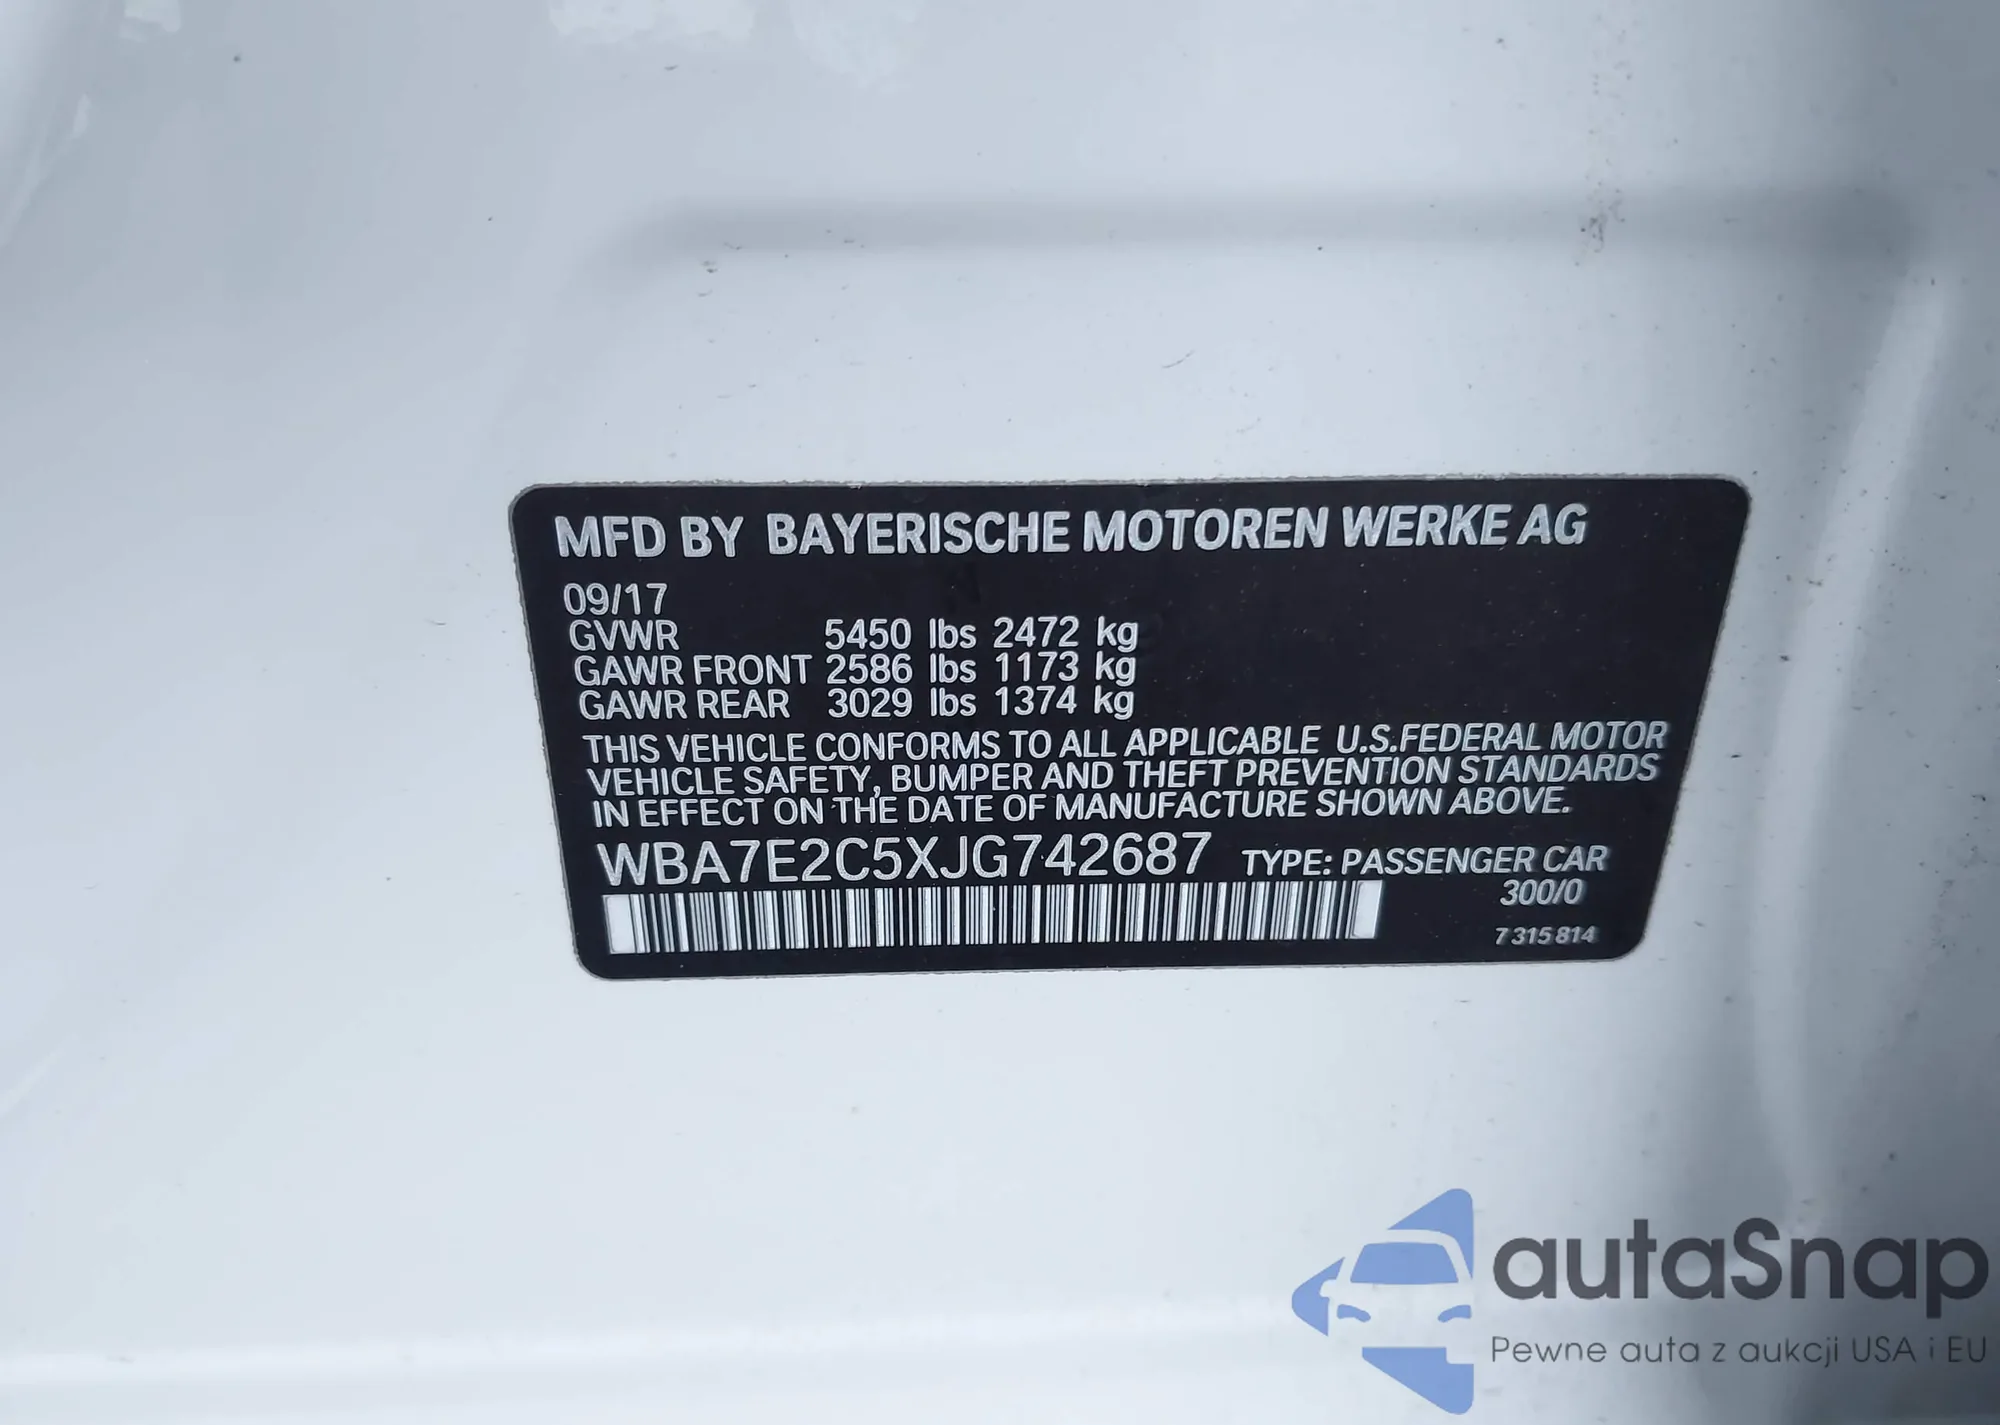 MFD BY BAYERISCHE MOTOREN WERKE AG
09/17
GVWR 5450 lbs 2472 kg
GAWR FRONT 2586 lbs 1173 kg
GAWR REAR 3029 lbs 1374 kg
THIS VEHICLE CONFORMS TO ALL APPLICABLE U.S.FEDERAL MOTOR
VEHICLE SAFETY, BUMPER AND THEFT PREVENTION STANDARDS
IN EFFECT ON THE DATE OF MANUFACTURE SHOWN ABOVE.
WBA7E2C5XJG742687 TYPE: PASSENGER CAR
300/0
7 315 814
autaSnap
Pewne auta z aukcji USA i EU